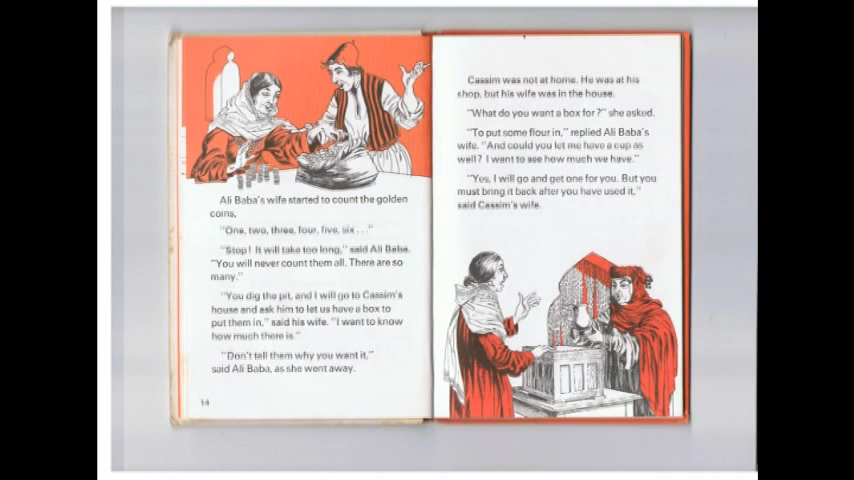 Ali Baba's wife started to count the golden
coins,
"One, two, three, four, five, six . . ."
"Stop! It will take too long," said Ali Baba.
"You will never count them all. There are so
many."
"You dig the pit, and I will go to Cassim's
house and ask him to let us have a box to
put them in," said his wife. "I want to know
how much there is."
"Don't tell them why you want it,"
said Ali Baba, as she went away.
14
Cassim was not at home. He was at his
shop, but his wife was in the house.
"What do you want a box for?" she asked.
"To put some flour in," replied Ali Baba's
wife. "And could you let me have a cup as
well? I want to see how much we have."
"Yes, I will go and get one for you. But you
must bring it back after you have used it,"
said Cassim's wife.